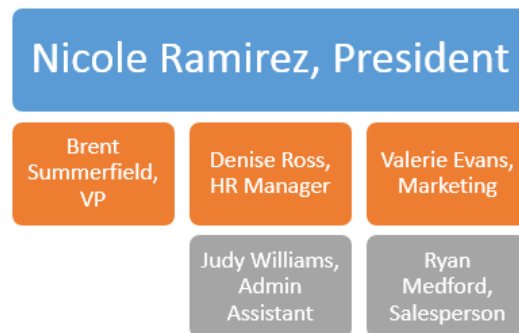 Nicole Ramirez, President
Brent
Summerfield,
VP
Denise Ross,
HR Manager
Valerie Evans,
Marketing
Judy Williams,
Admin
Assistant
Ryan
Medford,
Salesperson